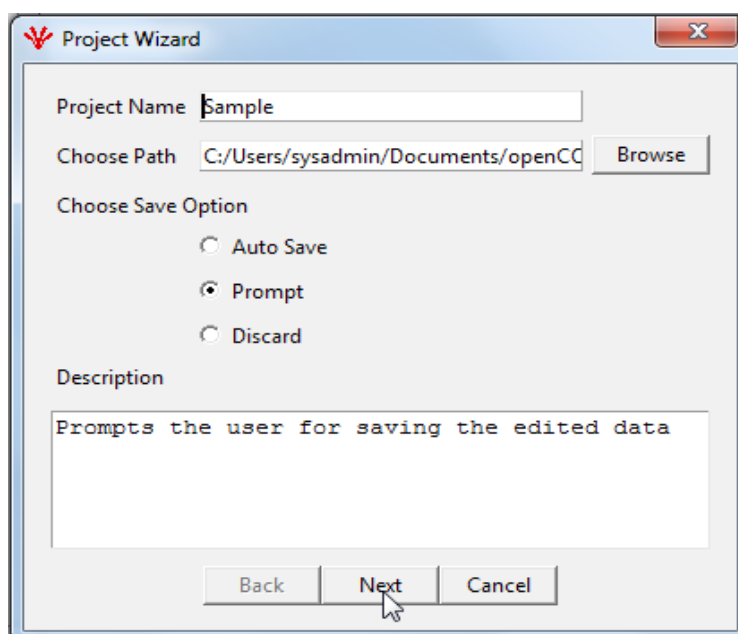 Project Wizard
Project Name Sample
Choose Path C:/Users/sysadmin/Documents/openCO Browse
Choose Save Option
Auto Save
Prompt
Discard
Description
Prompts the user for saving the edited data
Back Next Cancel